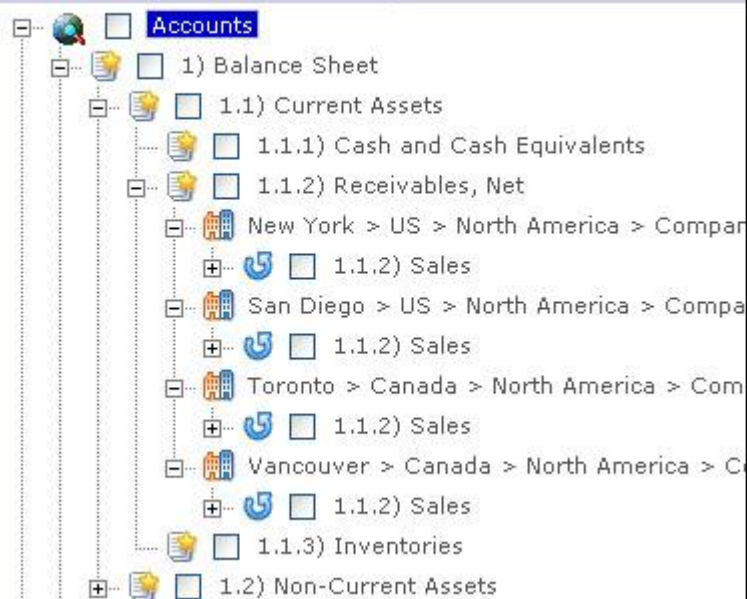 Accounts
1) Balance Sheet
1.1) Current Assets
1.1.1) Cash and Cash Equivalents
1.1.2) Receivables, Net
New York > US > North America > Compar
1.1.2) Sales
San Diego > US > North America > Compa
1.1.2) Sales
Toronto > Canada > North America > Com
1.1.2) Sales
Vancouver > Canada > North America > C
1.1.2) Sales
1.1.3) Inventories
1.2) Non-Current Assets